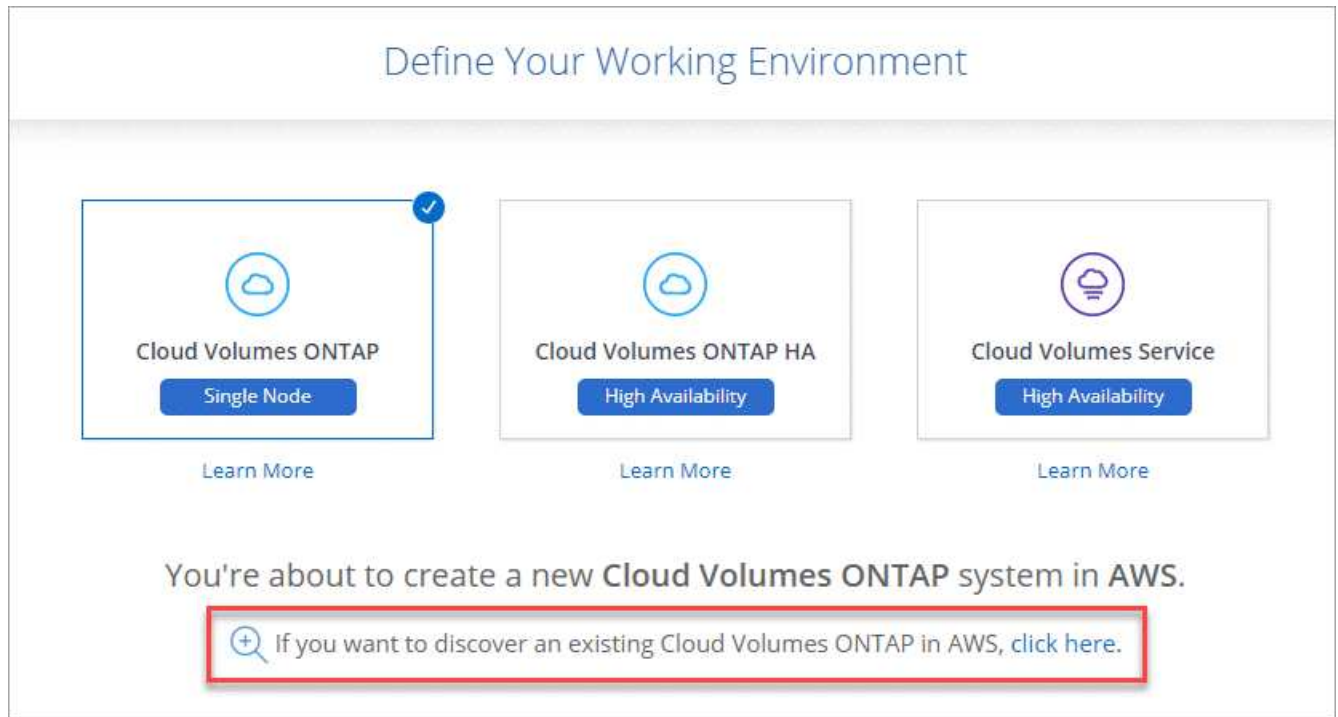 Define Your Working Environment
Cloud Volumes ONTAP
Single Node
Learn More
Cloud Volumes ONTAP HA
High Availability
Learn More
Cloud Volumes Service
High Availability
Learn More
You're about to create a new Cloud Volumes ONTAP system in AWS.
If you want to discover an existing Cloud Volumes ONTAP in AWS, click here.